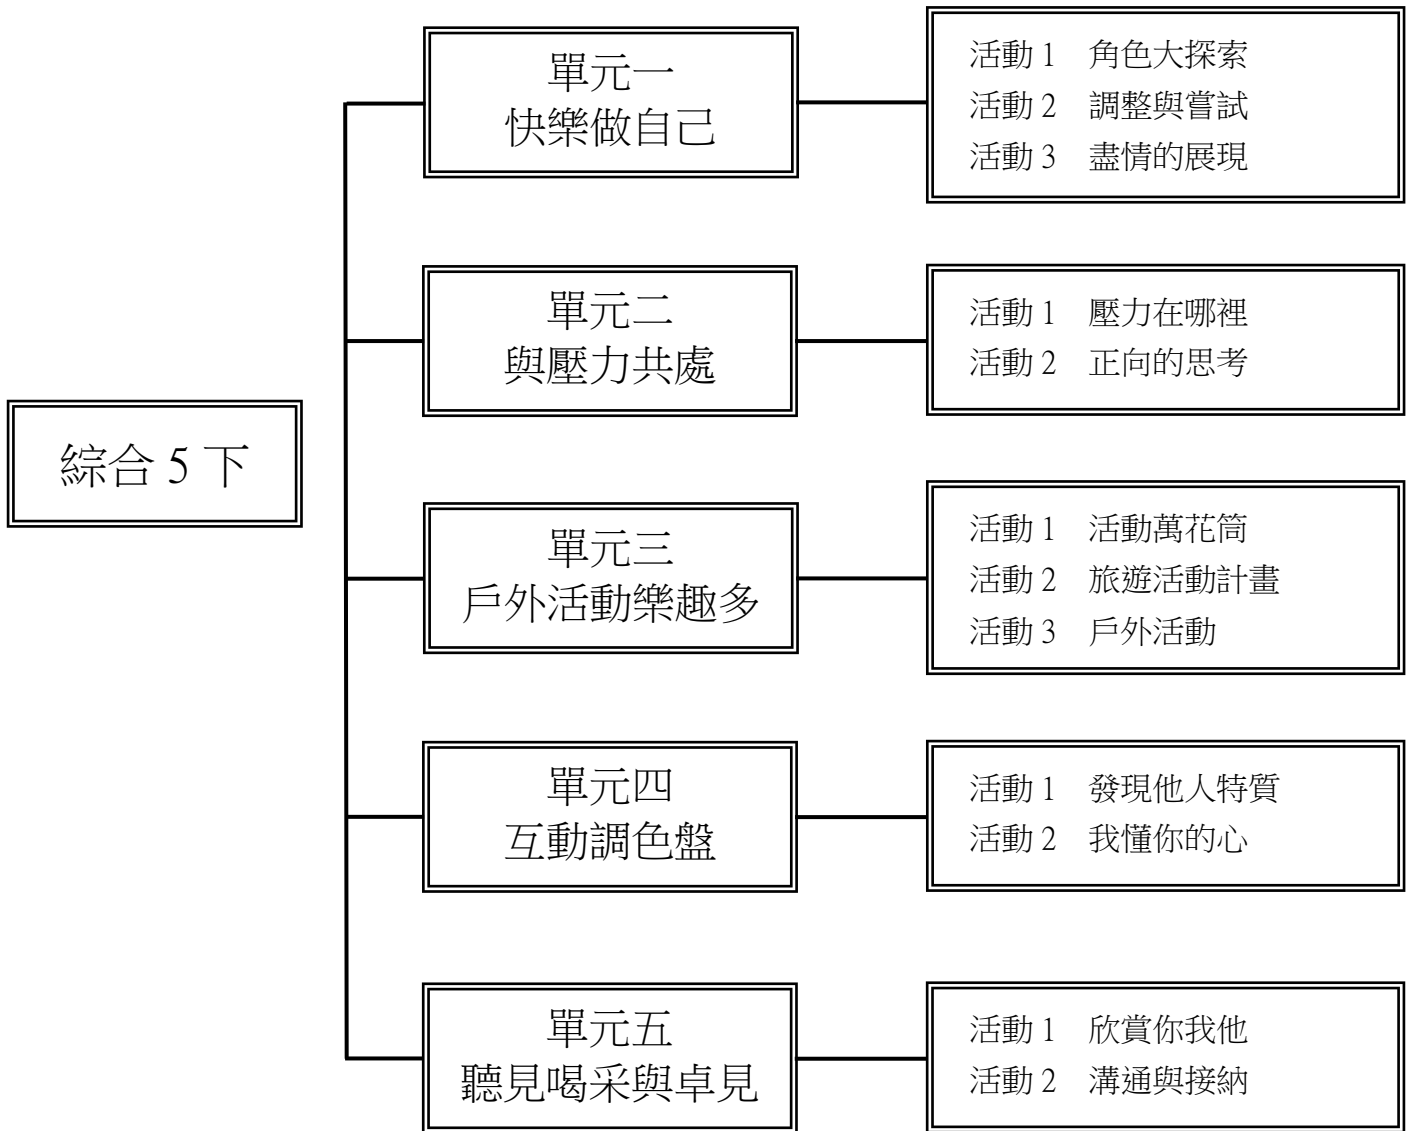 綜合 5 下
單元一
快樂做自己
活動 1 角色大探索
活動 2 調整與嘗試
活動 3 盡情的展現
單元二
與壓力共處
活動 1 壓力在哪裡
活動 2 正向的思考
單元三
戶外活動樂趣多
活動 1 活動萬花筒
活動 2 旅遊活動計畫
活動 3 戶外活動
單元四
互動調色盤
活動 1 發現他人特質
活動 2 我懂你的心
單元五
聽見喝采與卓見
活動 1 欣賞你我他
活動 2 溝通與接納